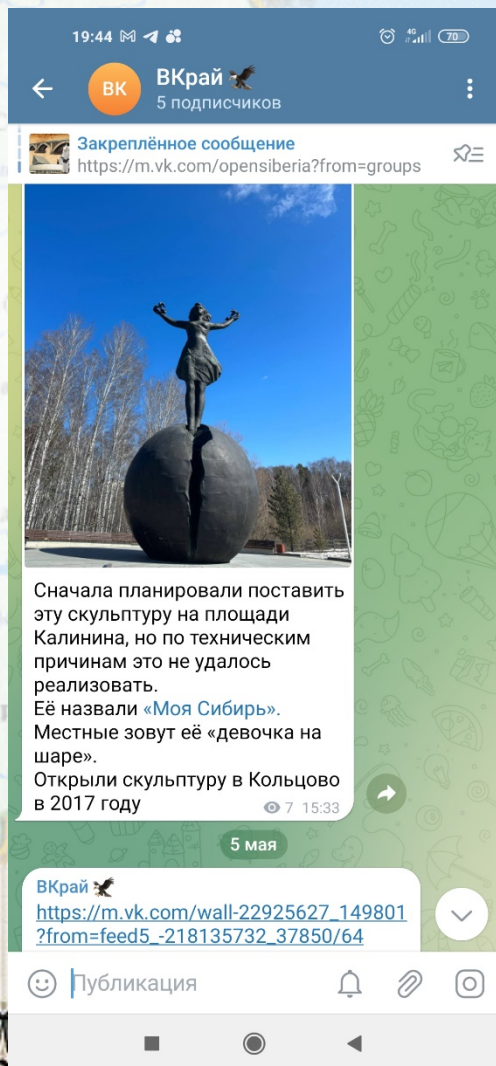 19:44
4G
70
ВК
ВКрай
5 подписчиков
Закреплённое сообщение
https://m.vk.com/opensiberia?from=groups
Сначала планировали поставить
эту скульптуру на площади
Калинина, но по техническим
причинам это не удалось
реализовать.
Её назвали «Моя Сибирь».
Местные зовут её «девочка на
шаре».
Открыли скульптуру в Кольцово
в 2017 году
7 15:33
5 мая
ВКрай
https://m.vk.com/wall-22925627_149801
?from=feed5_-218135732_37850/64
Публикация